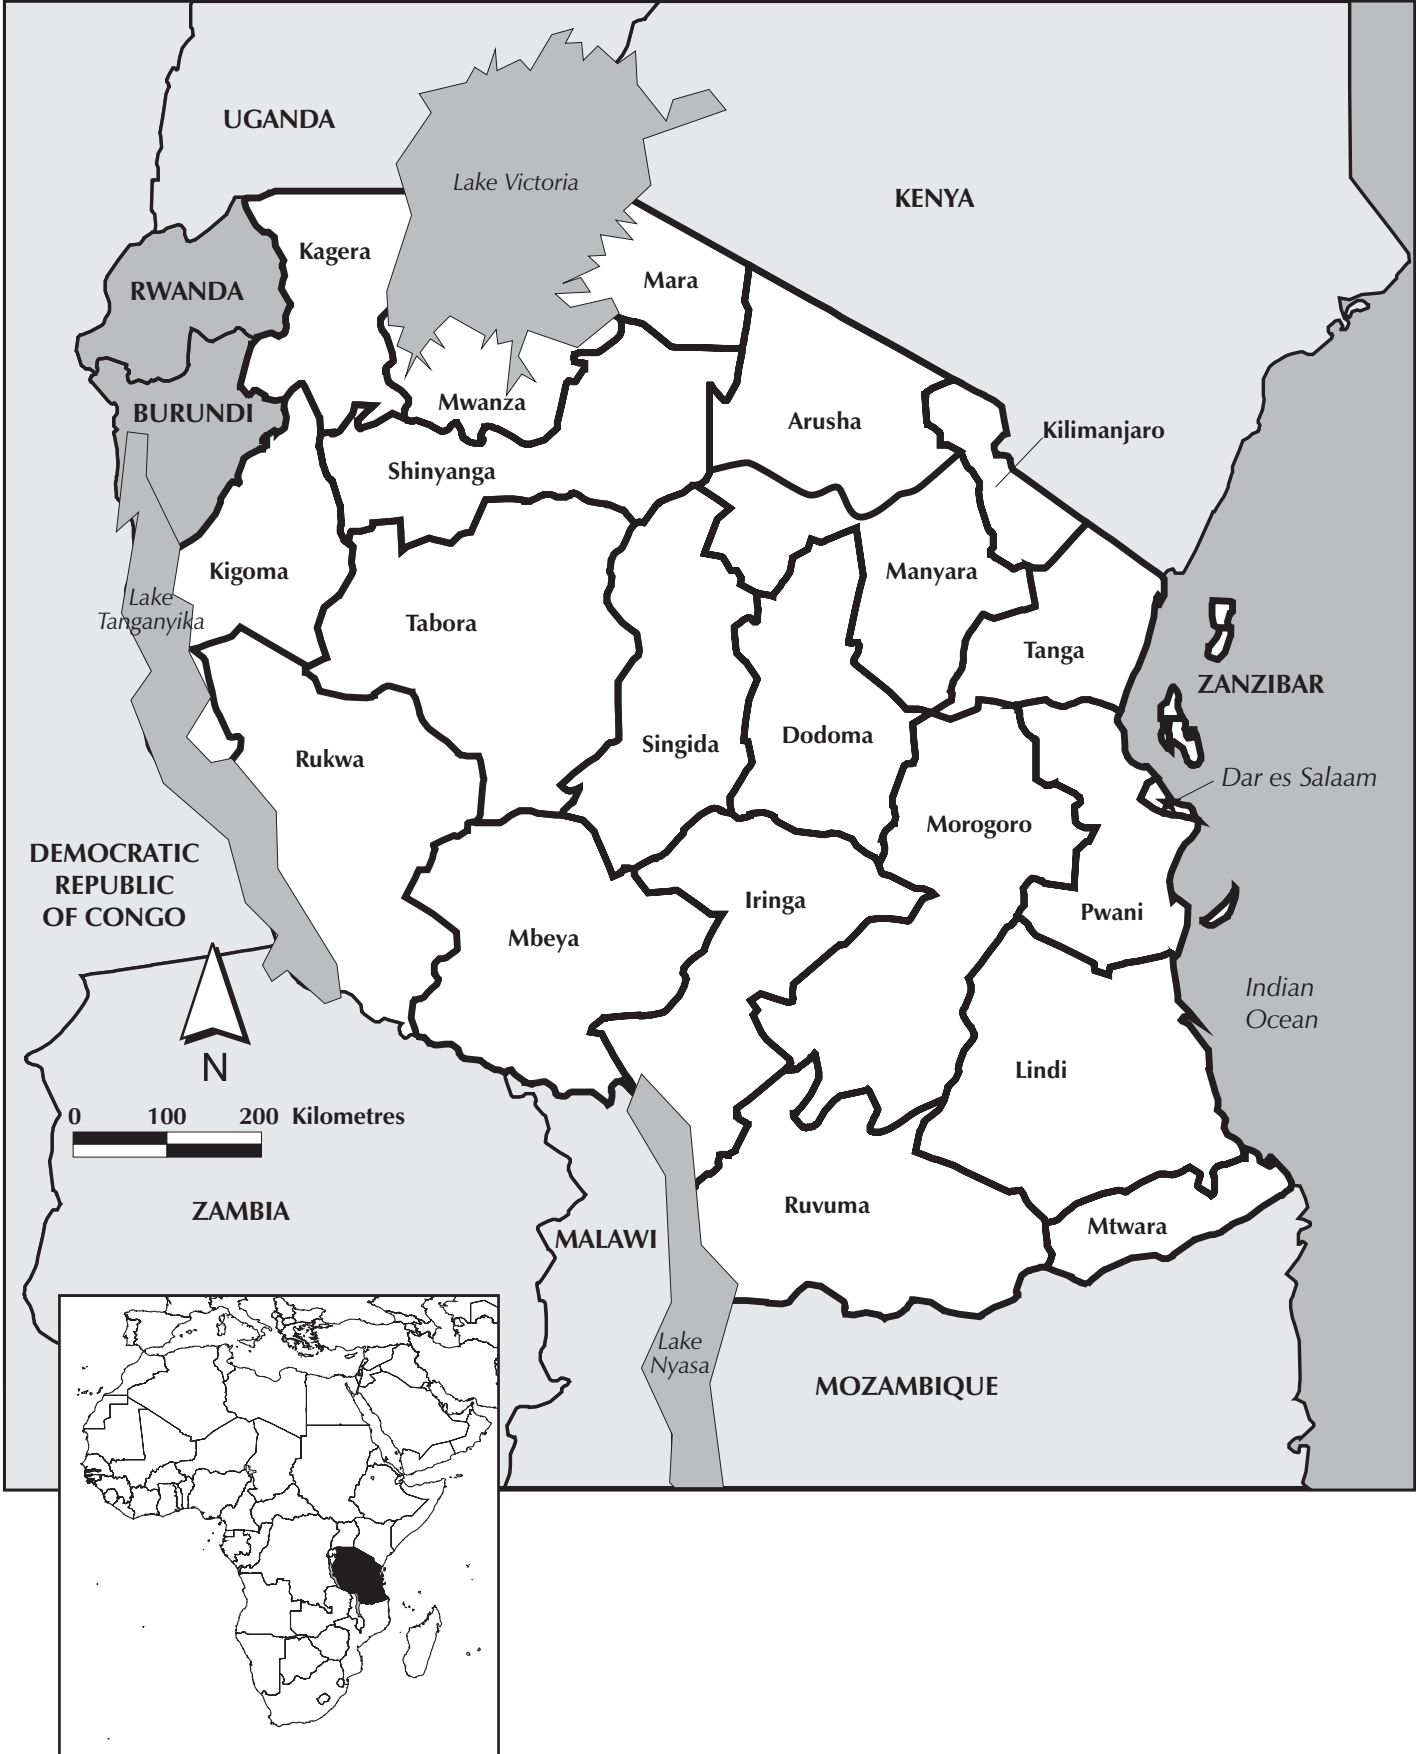 UGANDA
Lake Victoria
KENYA
Kagera
Mara
RWANDA
BURUNDI
Mwanza
Arusha
Kilimanjaro
Shinyanga
Kigoma
Manyara
Lake
Tanganyika
Tabora
Tanga
ZANZIBAR
Singida
Dodoma
Rukwa
Dar es Salaam
Morogoro
DEMOCRATIC
REPUBLIC
OF CONGO
Iringa
Pwani
Mbeya
Indian
Ocean
N
Lindi
0 100 200 Kilometres
ZAMBIA
Ruvuma
Mtwara
MALAWI
Lake
Nyasa
MOZAMBIQUE